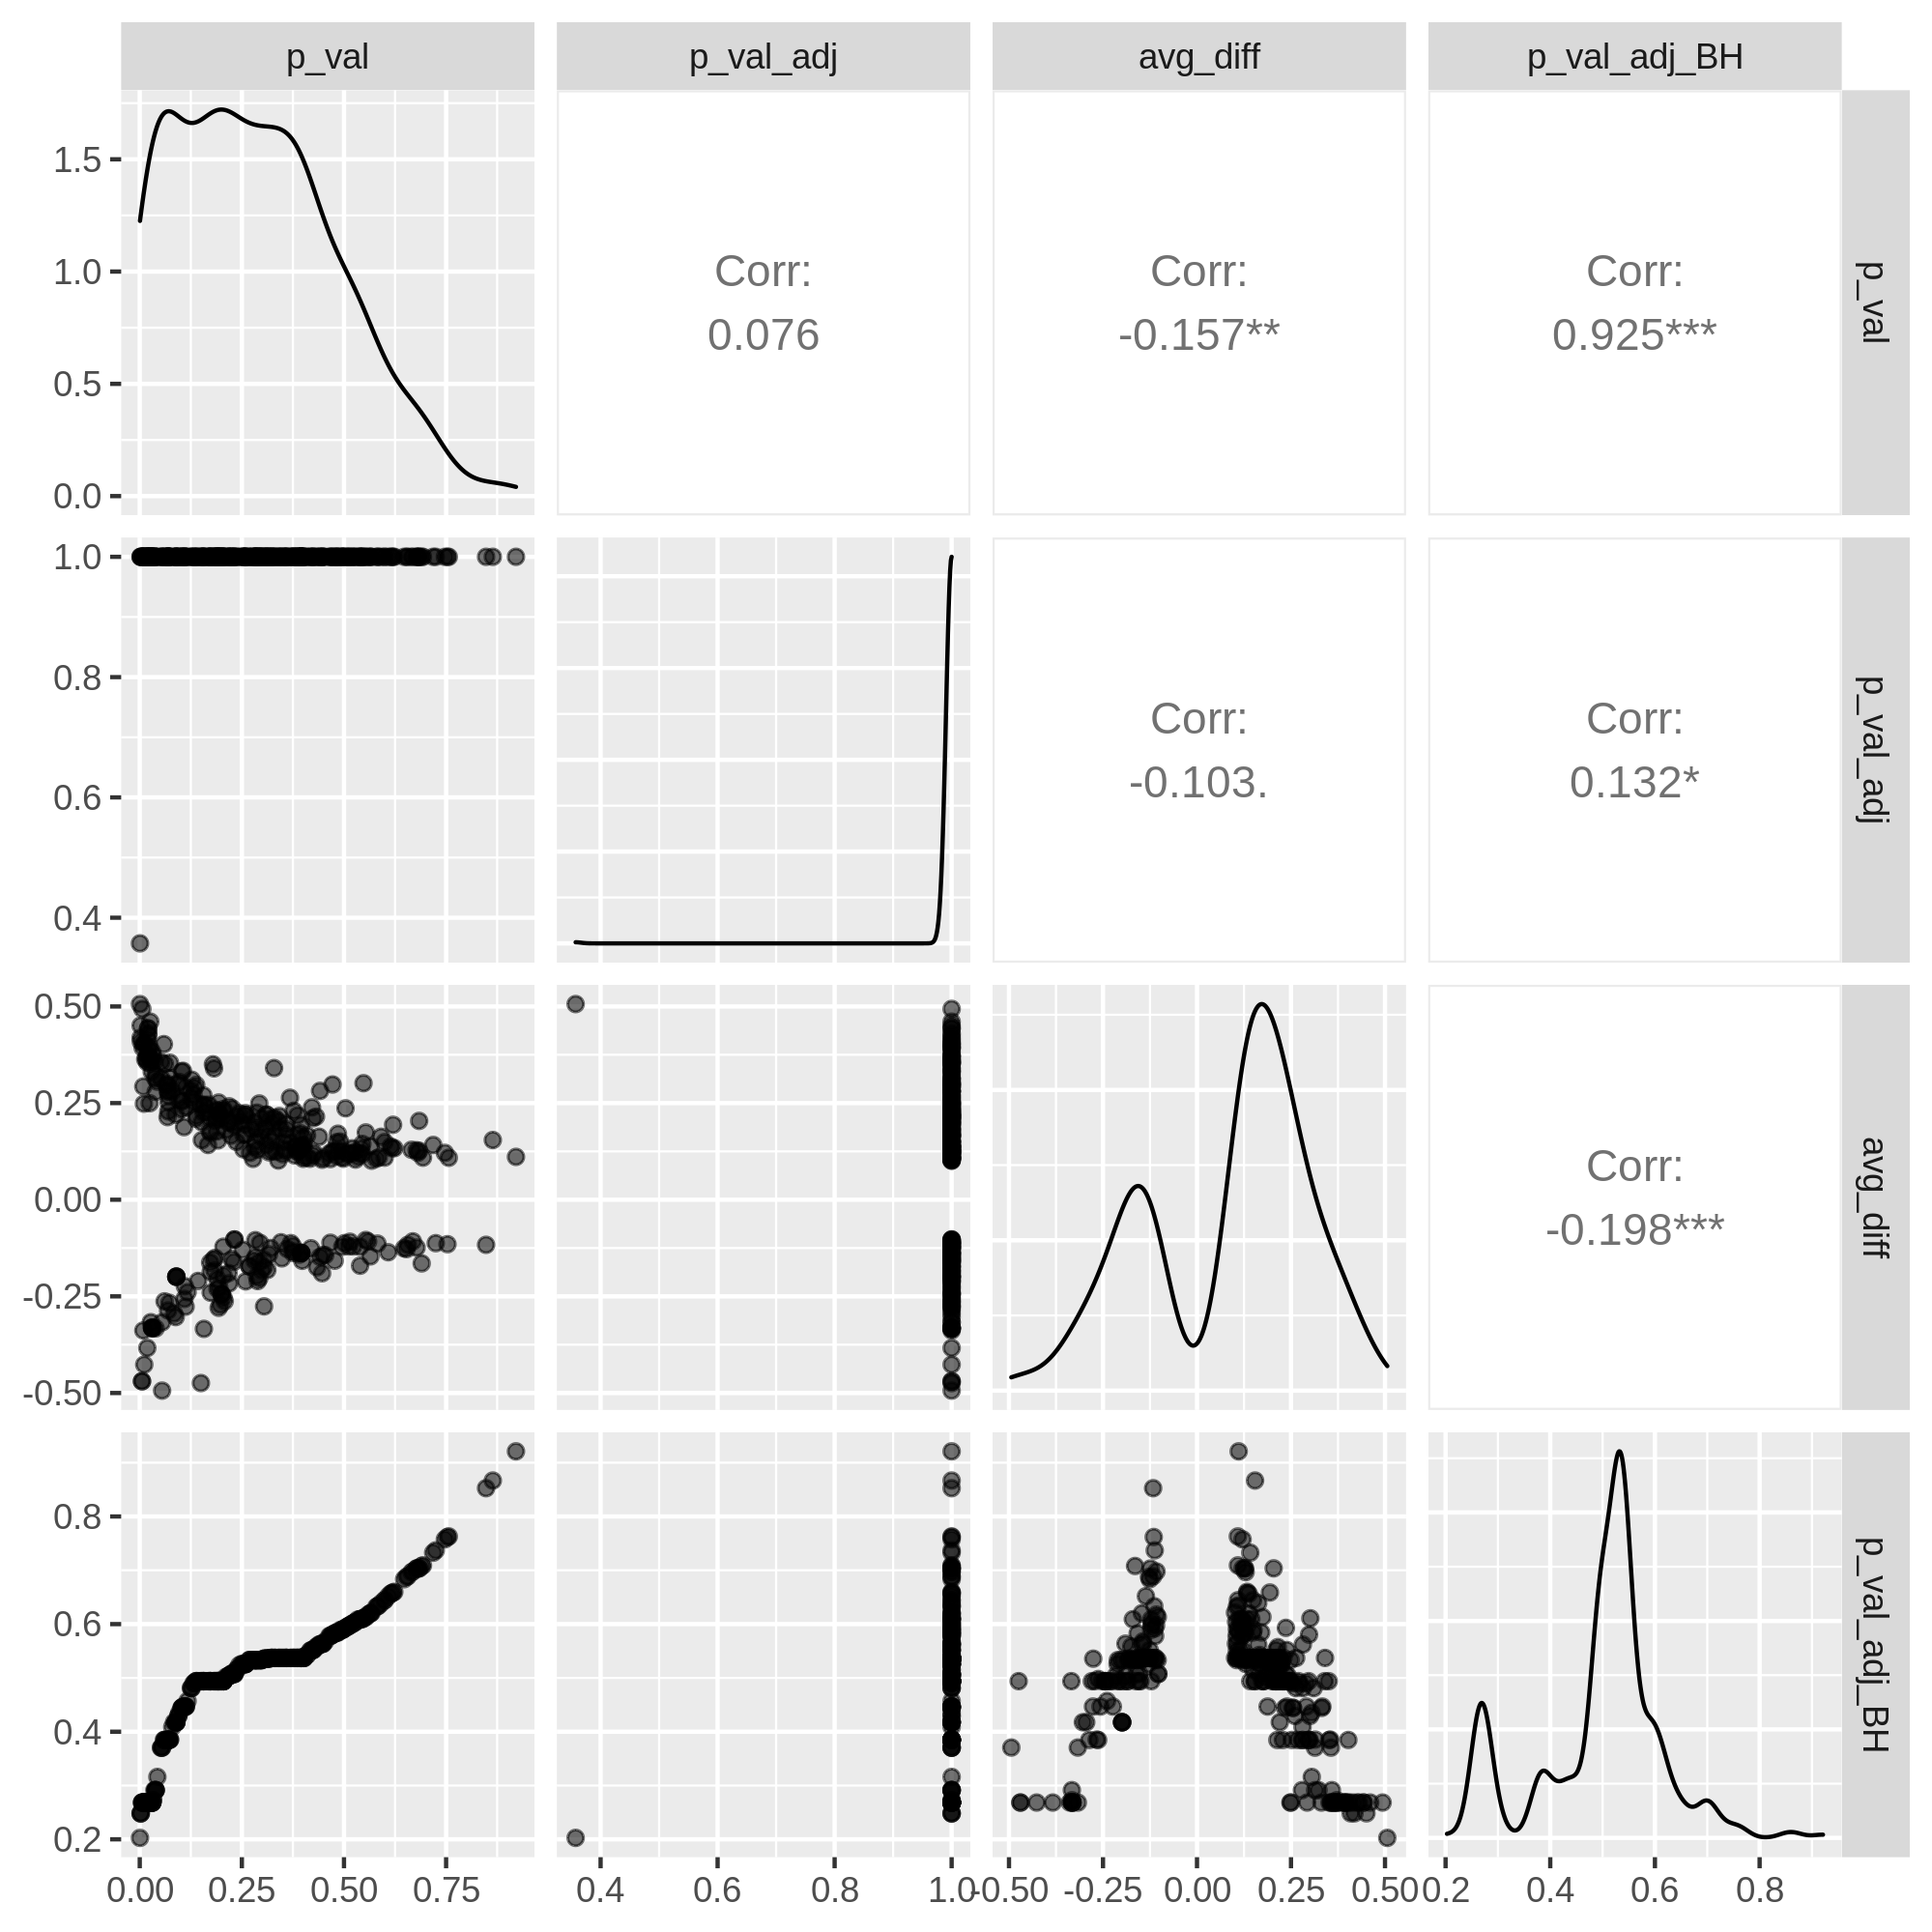 p_val p_val_adj avg_diff p_val_adj_BH
1.5
1.0
0.5
0.0
Corr:
0.076
Corr:
-0.157**
Corr:
0.925***
p_val
1.0
0.8
0.6
0.4
Corr:
-0.103.
Corr:
0.132*
p_val_adj
0.50
0.25
0.00
-0.25
-0.50
Corr:
-0.198***
avg_diff
0.8
0.6
0.4
0.2
p_val_adj_BH
0.00 0.25 0.50 0.75 0.4 0.6 0.8 1.0 -0.50 -0.25 0.00 0.25 0.50 0.2 0.4 0.6 0.8